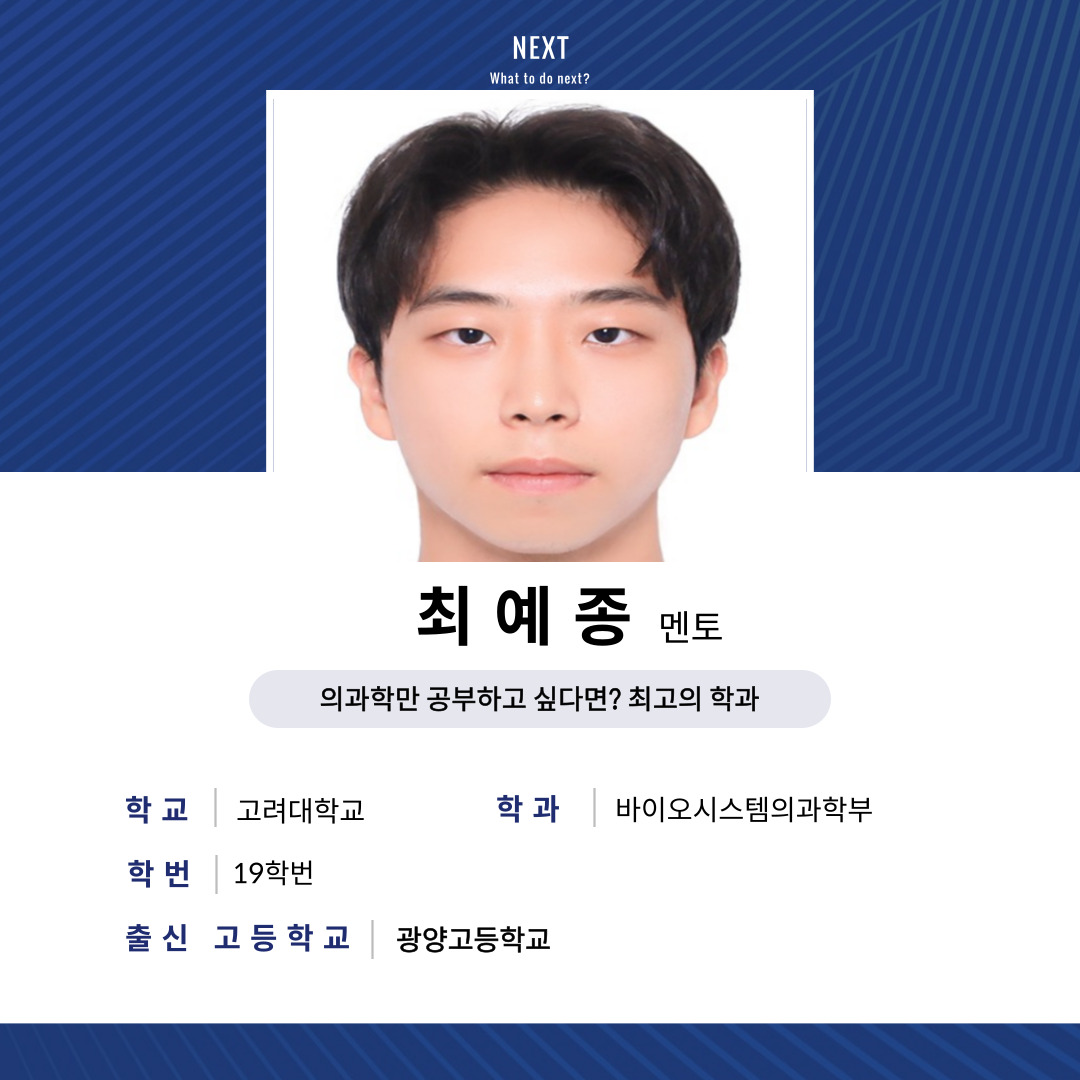 NEXT
What to do next?
최예종 멘토
의과학만 공부하고 싶다면? 최고의 학과
학교 고려대학교 학과 바이오시스템의과학부
학번 19학번
출신 고등학교 광양고등학교